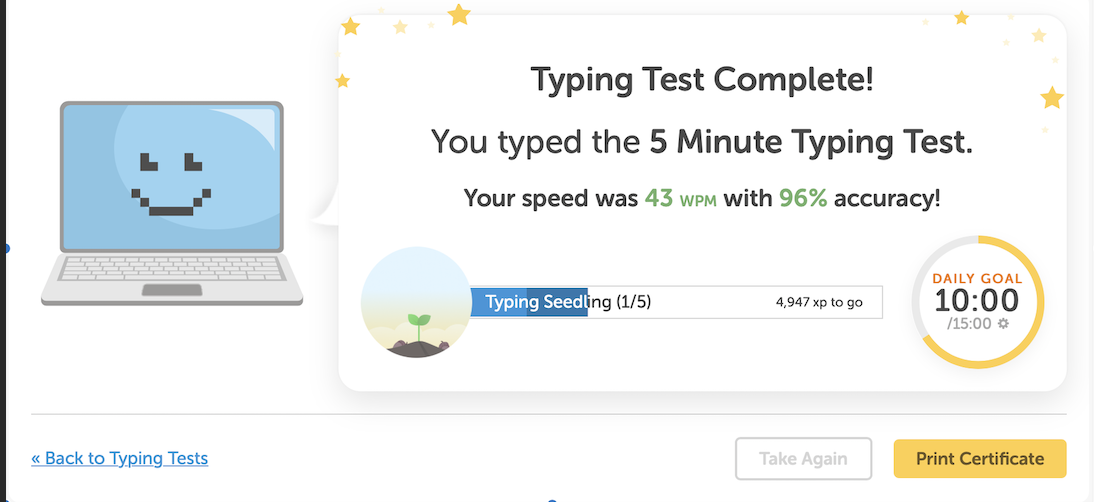 Typing Test Complete!
You typed the 5 Minute Typing Test.
Your speed was 43 WPM with 96% accuracy!
Typing Seedling (1/5)
4,947 xp to go
DAILY GOAL
10:00
/15:00
« Back to Typing Tests
Take Again
Print Certificate